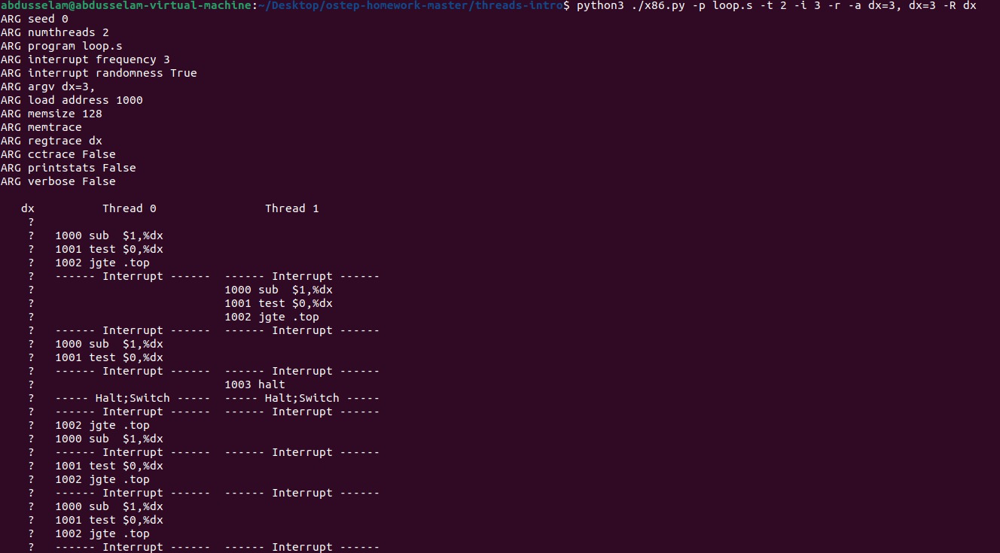 abdusselam@abdusselam-virtual-machine:~/Desktop/ostep-homework-master/threads-intro$ python3 ./x86.py -p loop.s -t 2 -i 3 -r -a dx=3, dx=3 -R dx
ARG seed 0
ARG numthreads 2
ARG program loop.s
ARG interrupt frequency 3
ARG interrupt randomness True
ARG argv dx=3,
ARG load address 1000
ARG memsize 128
ARG memtrace
ARG regtrace dx
ARG cctrace False
ARG printstats False
ARG verbose False

   dx          Thread 0                Thread 1
    ?
    ?   1000 sub  $1,%dx
    ?   1001 test $0,%dx
    ?   1002 jgte .top
    ?   ------ Interrupt ------  ------ Interrupt ------
    ?                            1000 sub  $1,%dx
    ?                            1001 test $0,%dx
    ?                            1002 jgte .top
    ?   ------ Interrupt ------  ------ Interrupt ------
    ?   1000 sub  $1,%dx
    ?   1001 test $0,%dx
    ?   ------ Interrupt ------  ------ Interrupt ------
    ?                            1003 halt
    ?   ----- Halt;Switch -----  ----- Halt;Switch -----
    ?   ------ Interrupt ------  ------ Interrupt ------
    ?   1002 jgte .top
    ?   1000 sub  $1,%dx
    ?   ------ Interrupt ------  ------ Interrupt ------
    ?   1001 test $0,%dx
    ?   1002 jgte .top
    ?   ------ Interrupt ------  ------ Interrupt ------
    ?   1000 sub  $1,%dx
    ?   1001 test $0,%dx
    ?   1002 jgte .top
    ?   ------ Interrupt ------  ------ Interrupt ------